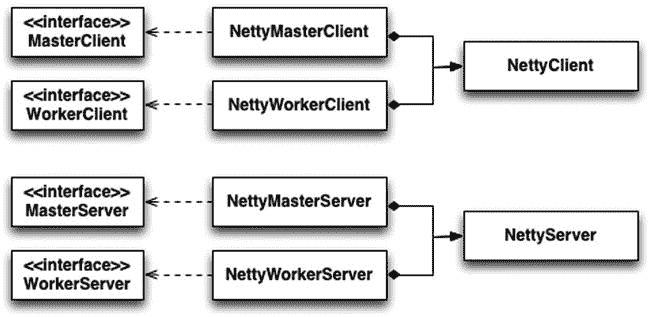 <<interface>>
MasterClient
NettyMasterClient
NettyClient
<<interface>>
WorkerClient
NettyWorkerClient
<<interface>>
MasterServer
NettyMasterServer
NettyServer
<<interface>>
WorkerServer
NettyWorkerServer